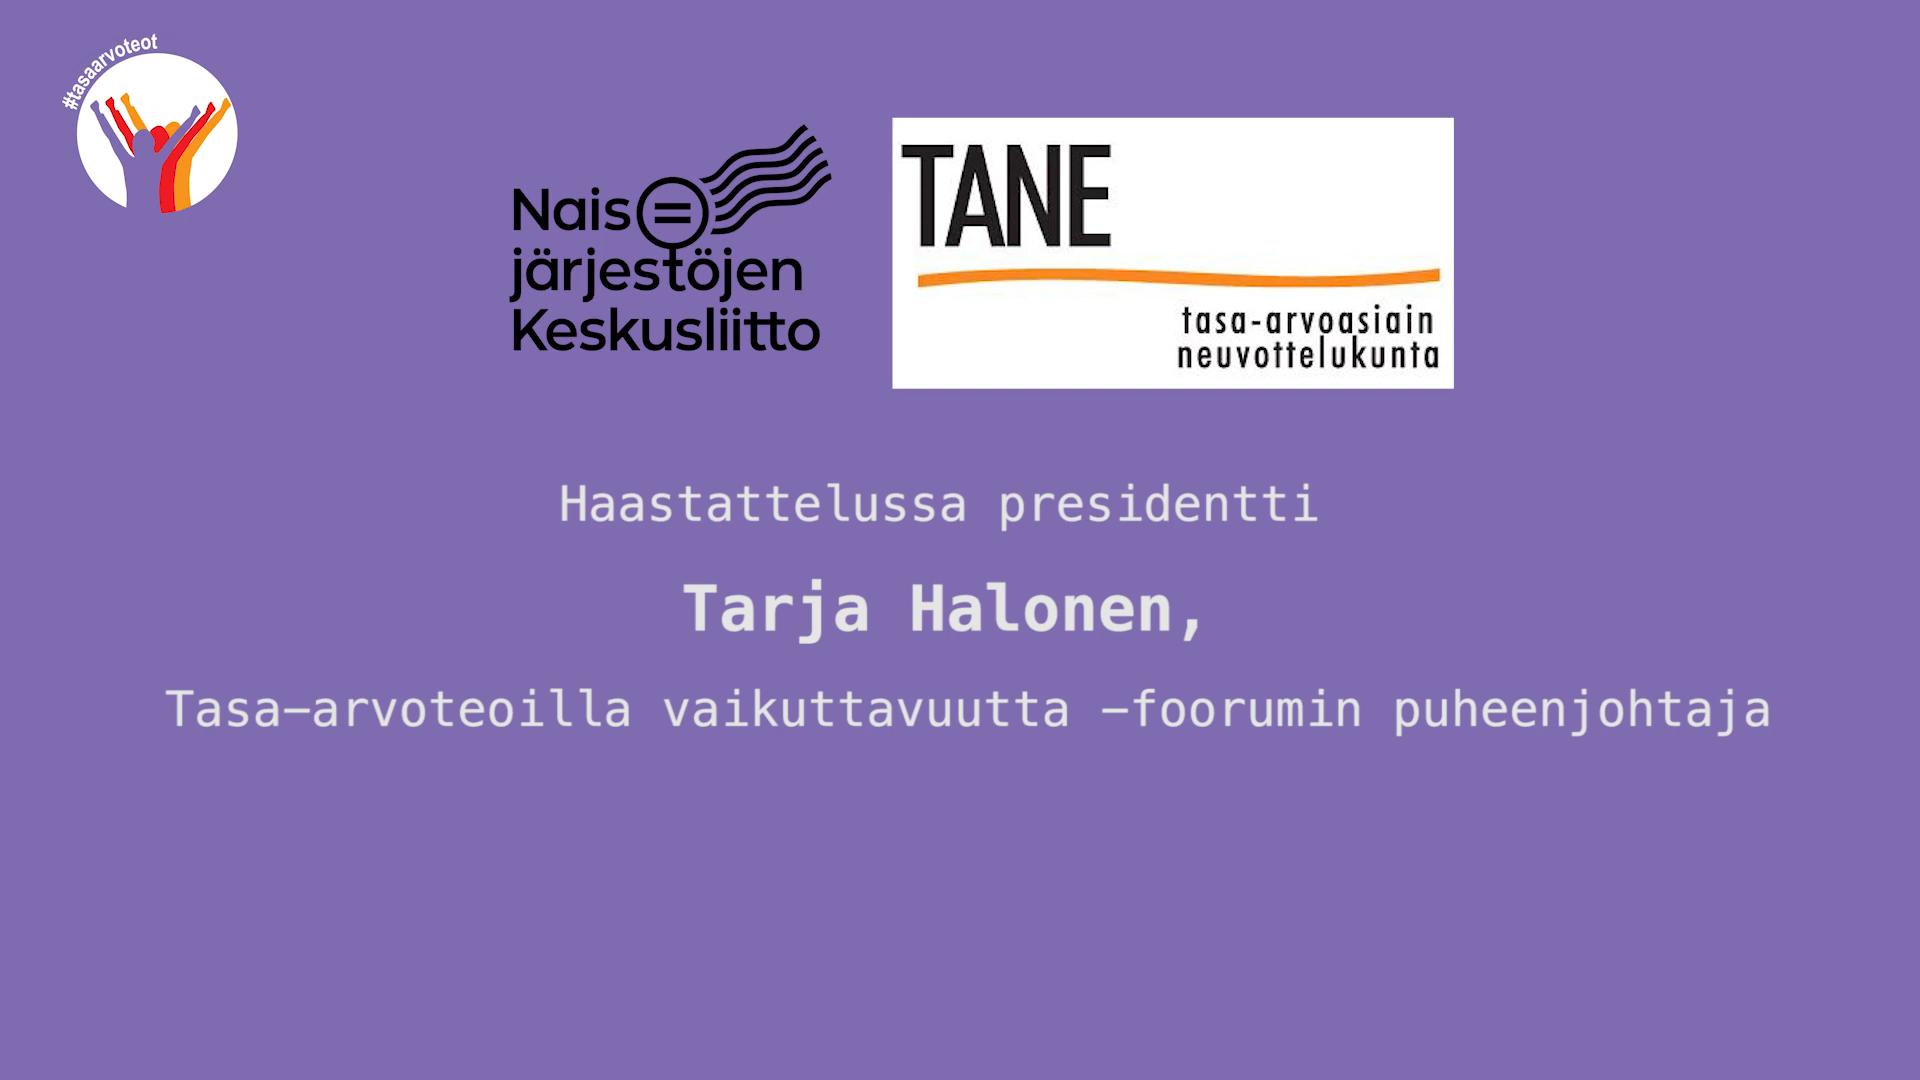 #tasaarvoteot
Nais
järjestöjen
Keskusliitto
TANE
tasa-arvoasiain
neuvottelukunta
Haastattelussa presidentti
Tarja Halonen,
Tasa-arvoteoilla vaikuttavuutta -foorumin puheenjohtaja